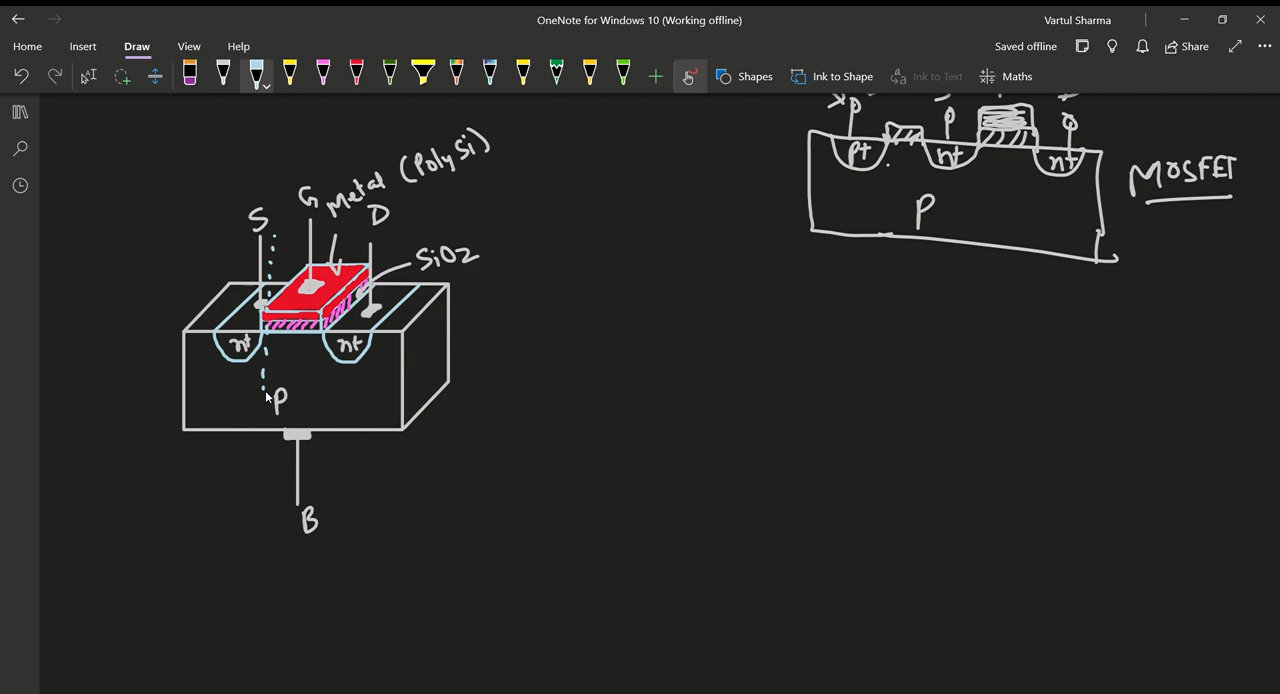 OneNote for Windows 10 (Working offline)
Vartul Sharma
Home Insert Draw View Help
Saved offline
Share
Shapes
Ink to Shape
Ink to Text
Maths
p+
n+
n+
P
MOSFET
S
G
Metal (Poly Si)
D
SiO2
n+
n+
P
B